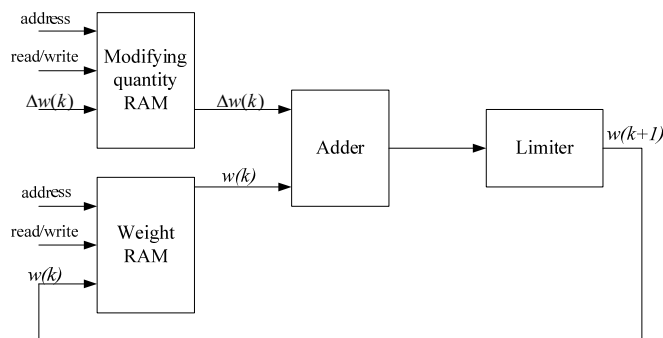 address
read/write
Δw(k)
Modifying
quantity
RAM
Δw(k)
Adder
Limiter
w(k+1)
w(k)
address
read/write
w(k)
Weight
RAM